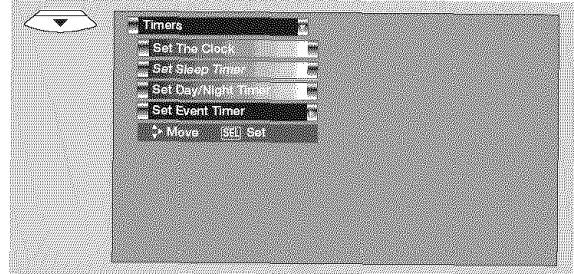 Timers
Set The Clock
Set Sleep Timer
Set Day/Night Timer
Set Event Timer
Move SEL Set